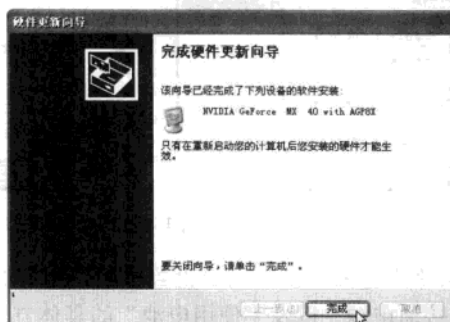 硬件更新向导
完成硬件更新向导
该向导已经完成了下列设备的软件安装:
NVIDIA GeForce MX 40 with AGP8X
只有在重新启动您的计算机后您安装的硬件才能生
效。
要关闭向导，请单击“完成”。
上一步(B) 完成 取消